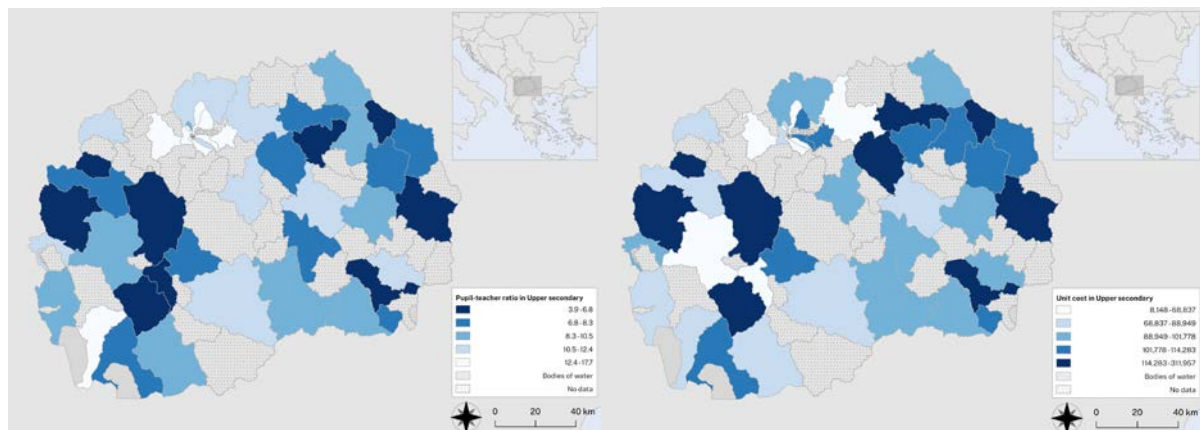 Pupil-teacher ratio in Upper secondary
3.9-6.8
6.8-8.3
8.3-10.5
10.5-12.4
12.4-17.7
Bodies of water
No data
0 20 40 km
Unit cost in Upper secondary
8,148-68,837
68,837-88,949
88,949-101,778
101,778-114,283
114,283-311,957
Bodies of water
No data
0 20 40 km